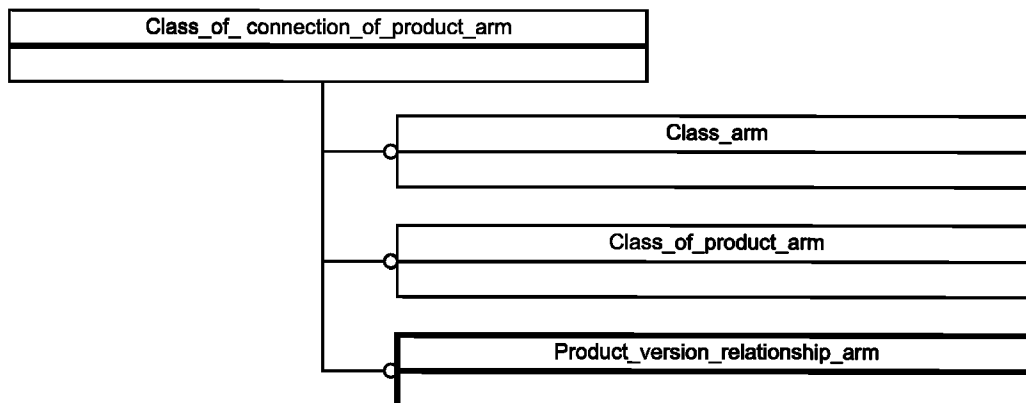 Class_of_ connection_of_product_arm
Class_arm
Class_of_product_arm
Product_version_relationship_arm